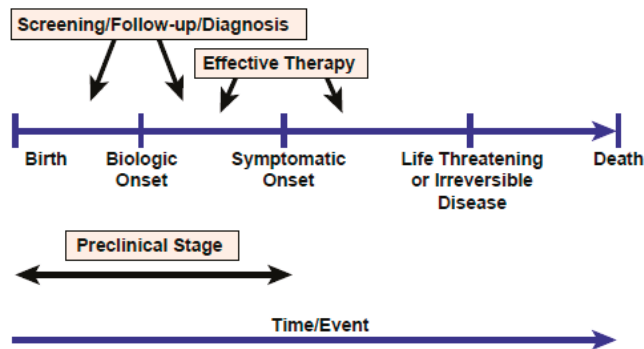 Screening/Follow-up/Diagnosis
Effective Therapy
Birth
Biologic
Onset
Symptomatic
Onset
Life Threatening
or Irreversible
Disease
Death
Preclinical Stage
Time/Event